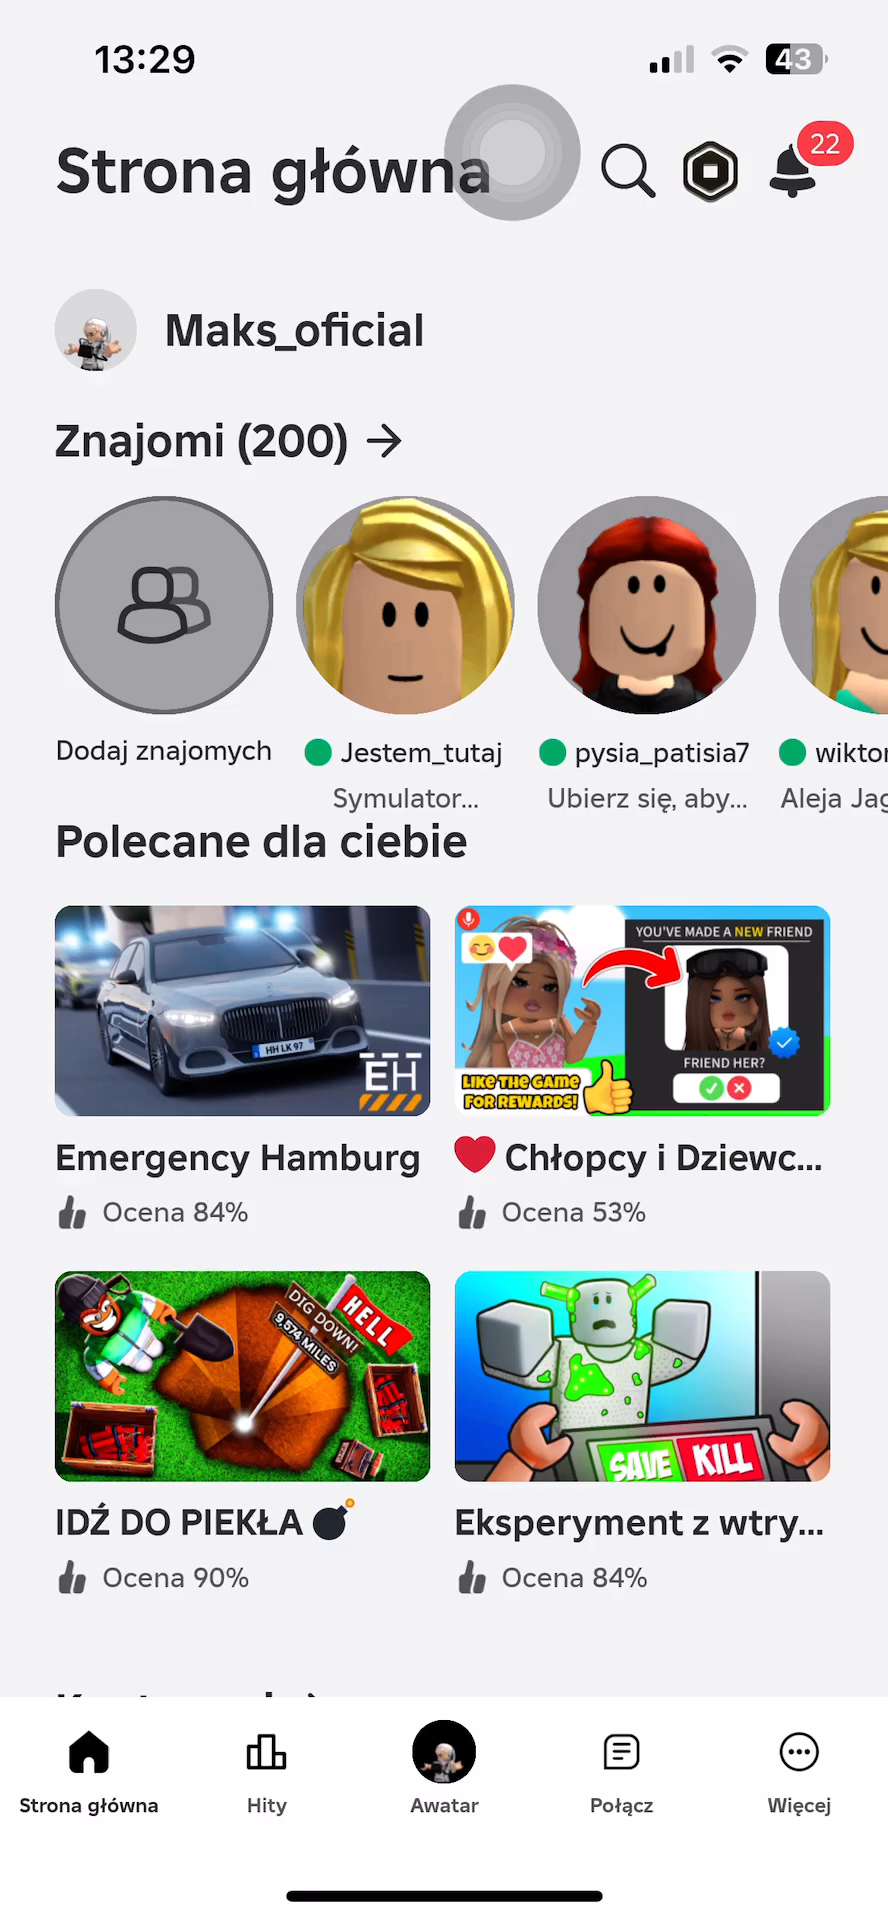 13:29
43
Strona główna
22
Maks_oficial
Znajomi (200) →
Dodaj znajomych
Jestem_tutaj
Symulator...
pysia_patisia7
Ubierz się, aby...
wiktor
Aleja Jag
Polecane dla ciebie
HH LK 97
EH
Emergency Hamburg
Ocena 84%
YOU'VE MADE A NEW FRIEND
FRIEND HER?
LIKE THE GAME
FOR REWARDS!
❤️ Chłopcy i Dziewc...
Ocena 53%
DIG DOWN!
9,574 MILES
HELL
IDŹ DO PIEKŁA 💣
Ocena 90%
SAVE
KILL
Eksperyment z wtry...
Ocena 84%
Strona główna
Hity
Awatar
Połącz
Więcej